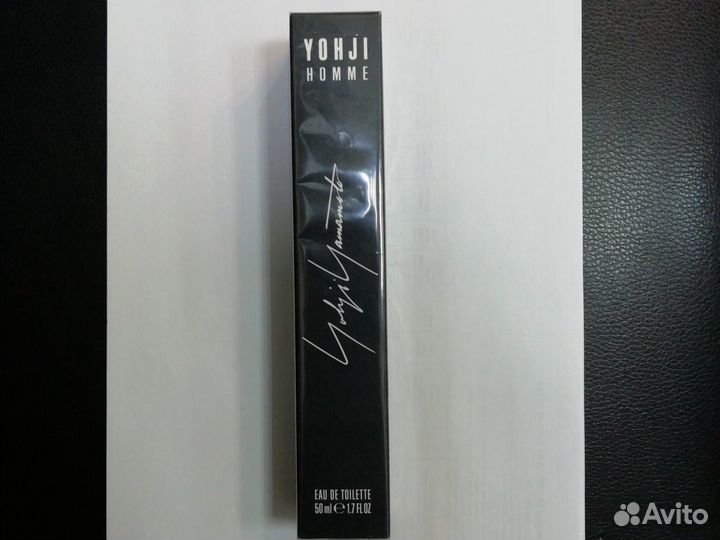 YOHJI
HOMME
Yohji Yamamoto
EAU DE TOILETTE
50 ml ℮ 1.7 FL OZ
Avito